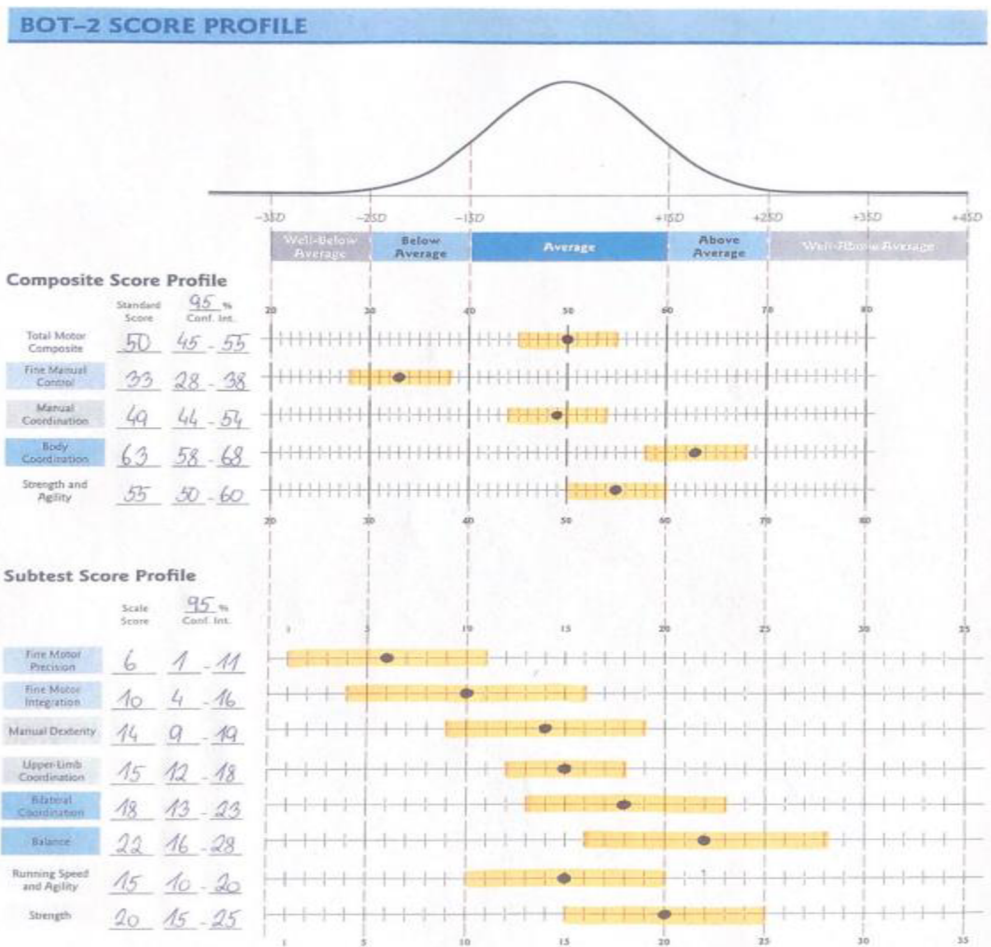 BOT–2 SCORE PROFILE
-3SD -2SD -1SD +1SD +2SD +3SD +4SD
Well-Below Average Below Average Average Above Average Well-Above Average
Composite Score Profile
Standard Score 95 % Conf. Int.
20 30 40 50 60 70 80
Total Motor Composite 50 45 - 55
Fine Manual Control 33 28 - 38
Manual Coordination 49 44 - 54
Body Coordination 63 58 - 68
Strength and Agility 55 50 - 60
20 30 40 50 60 70 80
Subtest Score Profile
Scale Score 95 % Conf. Int.
1 5 10 15 20 25 30 35
Fine Motor Precision 6 1 - 11
Fine Motor Integration 10 4 - 16
Manual Dexterity 14 9 - 19
Upper-Limb Coordination 15 12 - 18
Bilateral Coordination 18 13 - 23
Balance 22 16 - 28
Running Speed and Agility 15 10 - 20
Strength 20 15 - 25
1 5 10 15 20 25 30 35